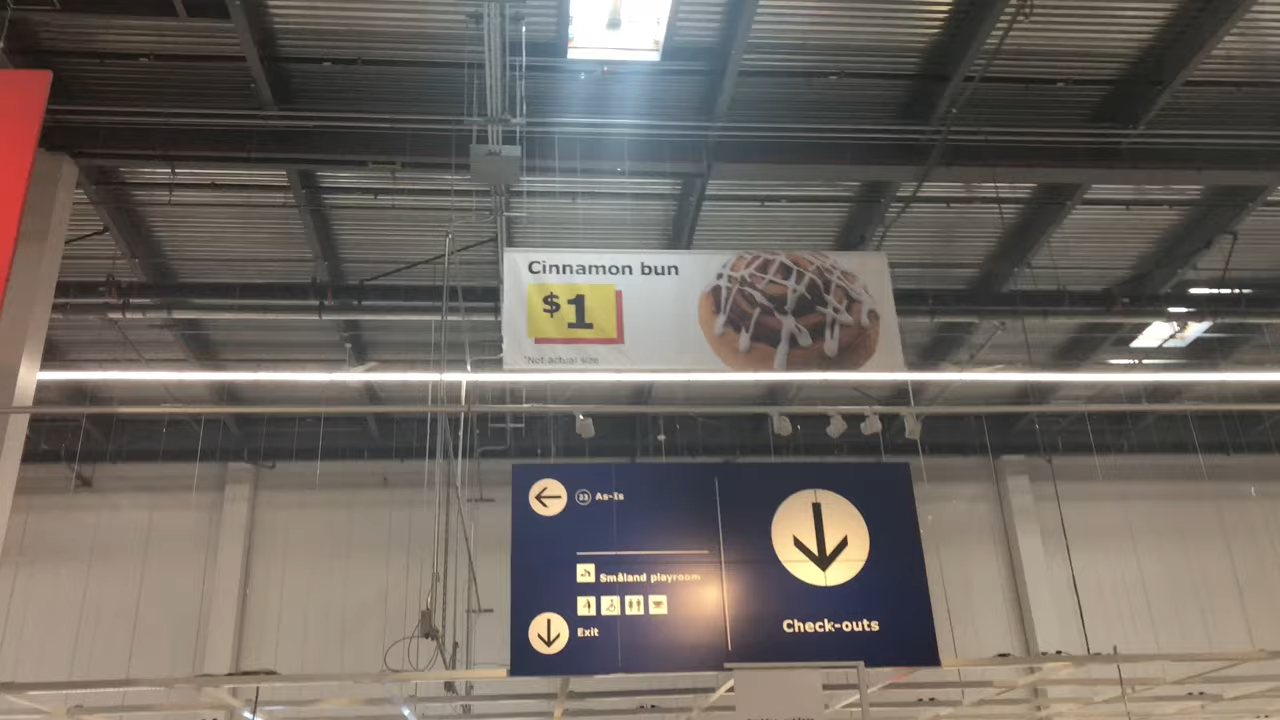 Cinnamon bun
$1
*Not actual size
23 As-Is
Småland playroom
Exit
Check-outs